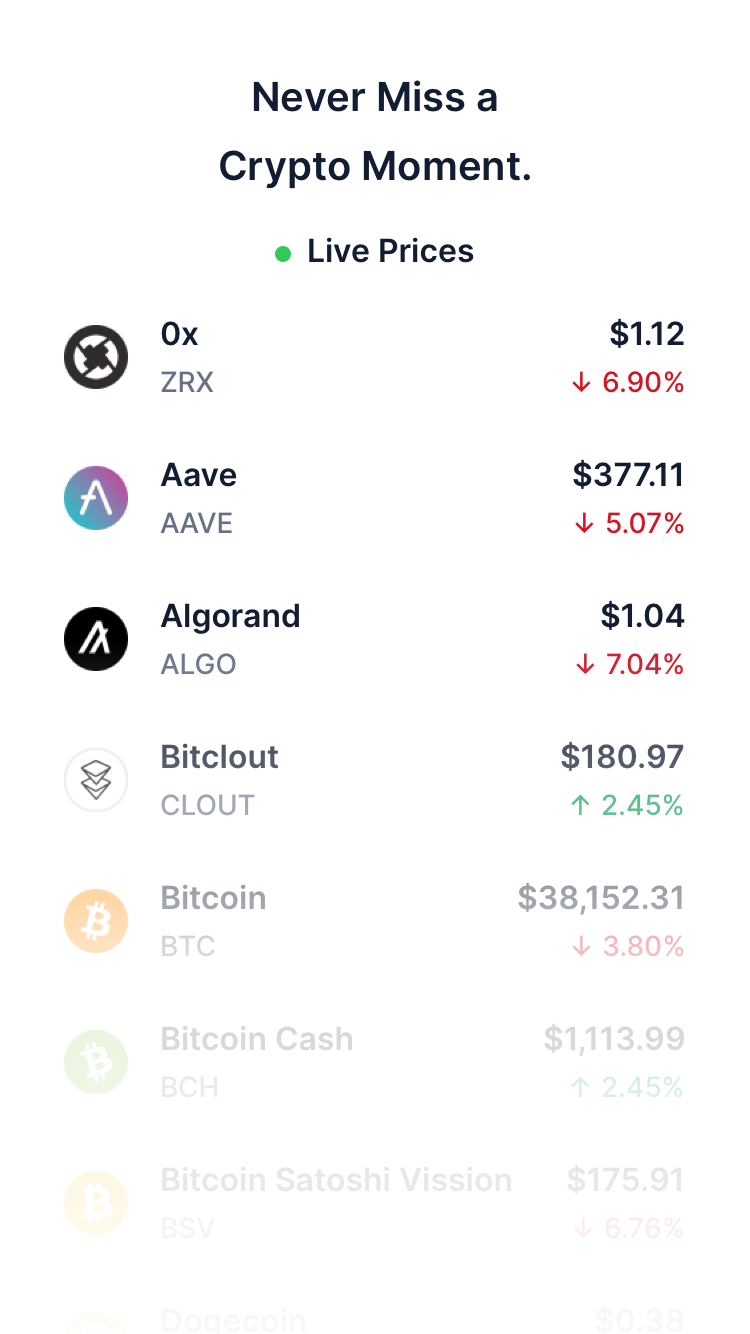 Never Miss a
Crypto Moment.
Live Prices
0x $1.12
ZRX ↓ 6.90%
Aave $377.11
AAVE ↓ 5.07%
Algorand $1.04
ALGO ↓ 7.04%
Bitclout $180.97
CLOUT ↑ 2.45%
Bitcoin $38,152.31
BTC ↓ 3.80%
Bitcoin Cash $1,113.99
BCH ↑ 2.45%
Bitcoin Satoshi Vission $175.91
BSV ↓ 6.76%
Dogecoin $0.38